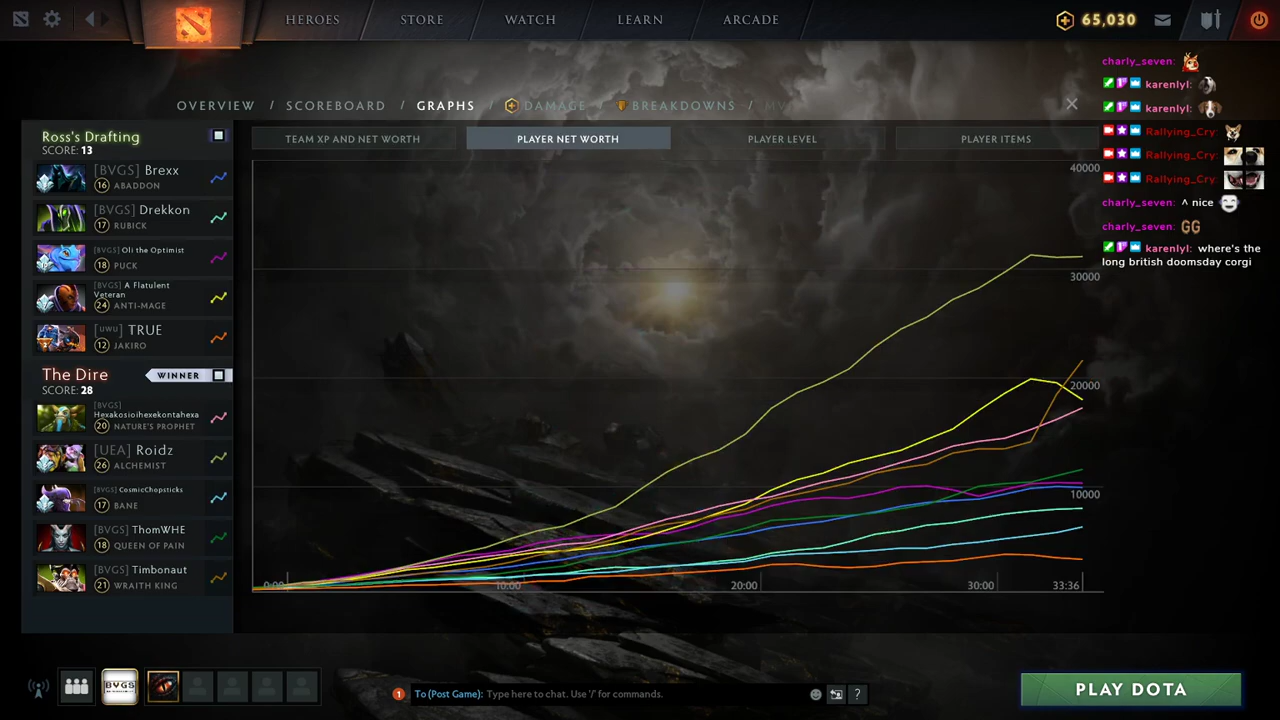 HEROES
STORE
WATCH
LEARN
ARCADE
65,030
OVERVIEW / SCOREBOARD / GRAPHS / DAMAGE / BREAKDOWNS /
TEAM XP AND NET WORTH
PLAYER NET WORTH
PLAYER LEVEL
PLAYER ITEMS
Ross's Drafting
SCORE: 13
[BVGS] Brexx
16 ABADDON
[BVGS] Drekkon
17 RUBICK
[BVGS] Oli the Optimist
18 PUCK
[BVGS] A Flatulent
Veteran
24 ANTI-MAGE
[uwu] TRUE
12 JAKIRO
The Dire
WINNER
SCORE: 28
[BVGS]
Hexakosioihexekontahexa
20 NATURE'S PROPHET
[UEA] Roidz
26 ALCHEMIST
[BVGS] CosmicChopsticks
17 BANE
[BVGS] ThomWHE
18 QUEEN OF PAIN
[BVGS] Timbonaut
21 WRAITH KING
40000
30000
20000
10000
0:00
10:00
20:00
30:00
33:36
charly_seven:
karenlyl:
karenlyl:
Rallying_Cry:
Rallying_Cry:
Rallying_Cry:
charly_seven: ^ nice
charly_seven: GG
karenlyl: where's the
long british doomsday corgi
BVGS
1
To (Post Game): Type here to chat. Use '/' for commands.
?
PLAY DOTA